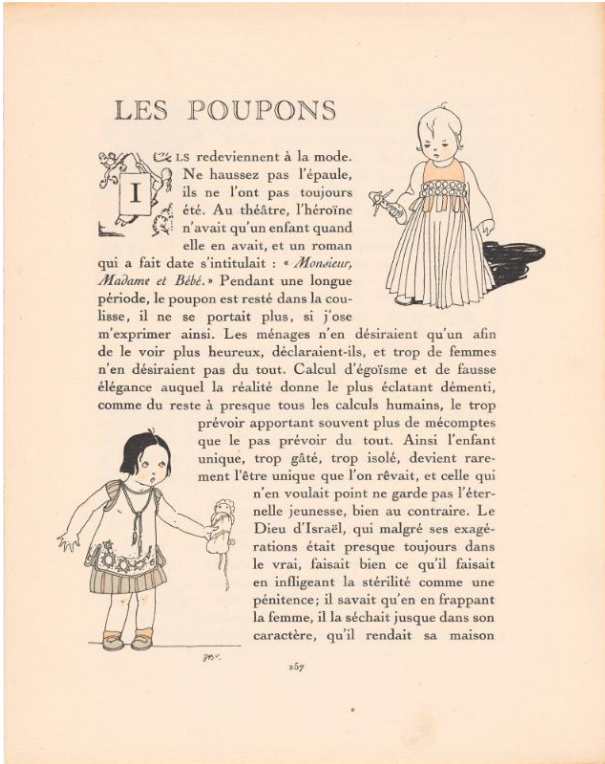 LES POUPONS
ILS redeviennent à la mode.
Ne haussez pas l'épaule,
ils ne l'ont pas toujours
été. Au théâtre, l'héroïne
n'avait qu'un enfant quand
elle en avait, et un roman
qui a fait date s'intitulait : « Monsieur,
Madame et Bébé. » Pendant une longue
période, le poupon est resté dans la cou-
lisse, il ne se portait plus, si j'ose
m'exprimer ainsi. Les ménages n'en désiraient qu'un afin
de le voir plus heureux, déclaraient-ils, et trop de femmes
n'en désiraient pas du tout. Calcul d'égoïsme et de fausse
élégance auquel la réalité donne le plus éclatant démenti,
comme du reste à presque tous les calculs humains, le trop
prévoir apportant souvent plus de mécomptes
que le pas prévoir du tout. Ainsi l'enfant
unique, trop gâté, trop isolé, devient rare-
ment l'être unique que l'on rêvait, et celle qui
n'en voulait point ne garde pas l'éter-
nelle jeunesse, bien au contraire. Le
Dieu d'Israël, qui malgré ses exagé-
rations était presque toujours dans
le vrai, faisait bien ce qu'il faisait
en infligeant la stérilité comme une
pénitence; il savait qu'en en frappant
la femme, il la séchait jusque dans son
caractère, qu'il rendait sa maison
257